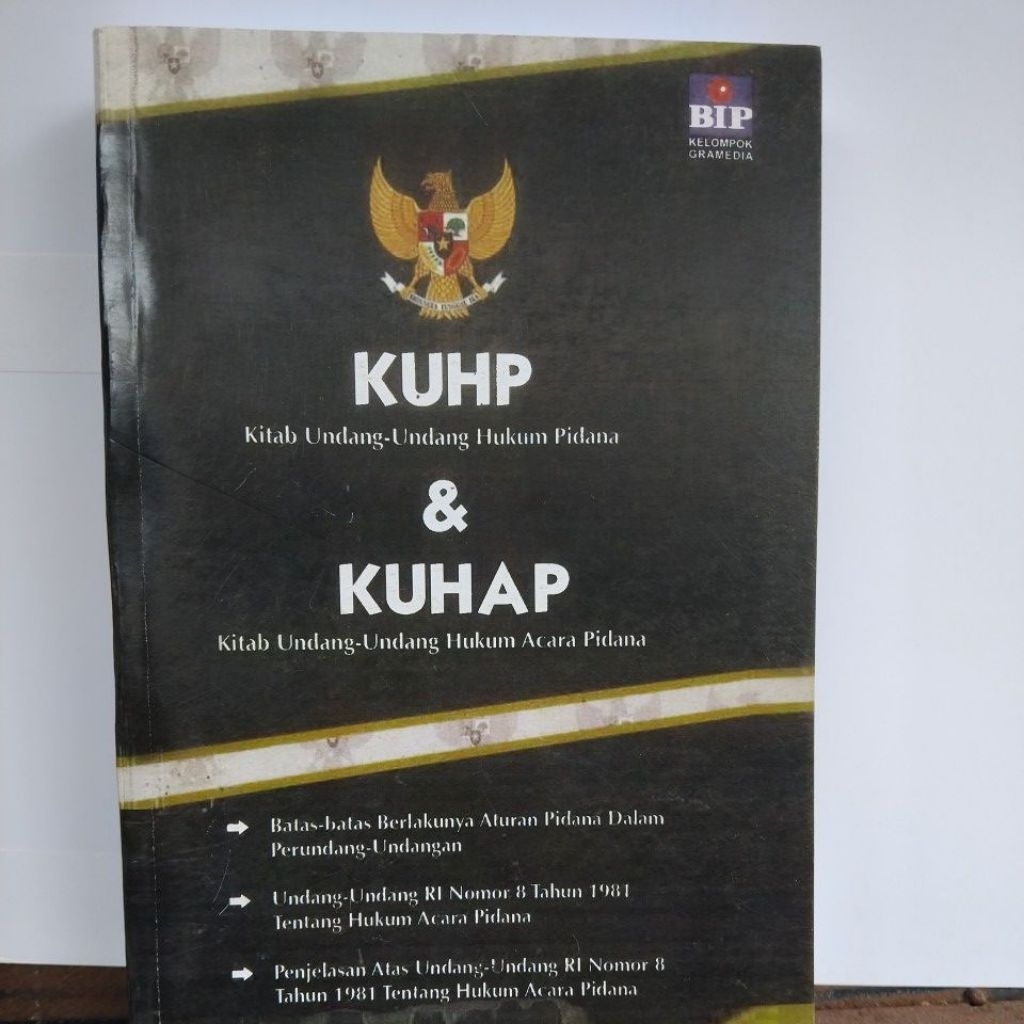 BIP
KELOMPOK
GRAMEDIA
KUHP
Kitab Undang-Undang Hukum Pidana
&
KUHAP
Kitab Undang-Undang Hukum Acara Pidana
Batas-batas Berlakunya Aturan Pidana Dalam
Perundang-Undangan
Undang-Undang RI Nomor 8 Tahun 1981
Tentang Hukum Acara Pidana
Penjelasan Atas Undang-Undang RI Nomor 8
Tahun 1981 Tentang Hukum Acara Pidana